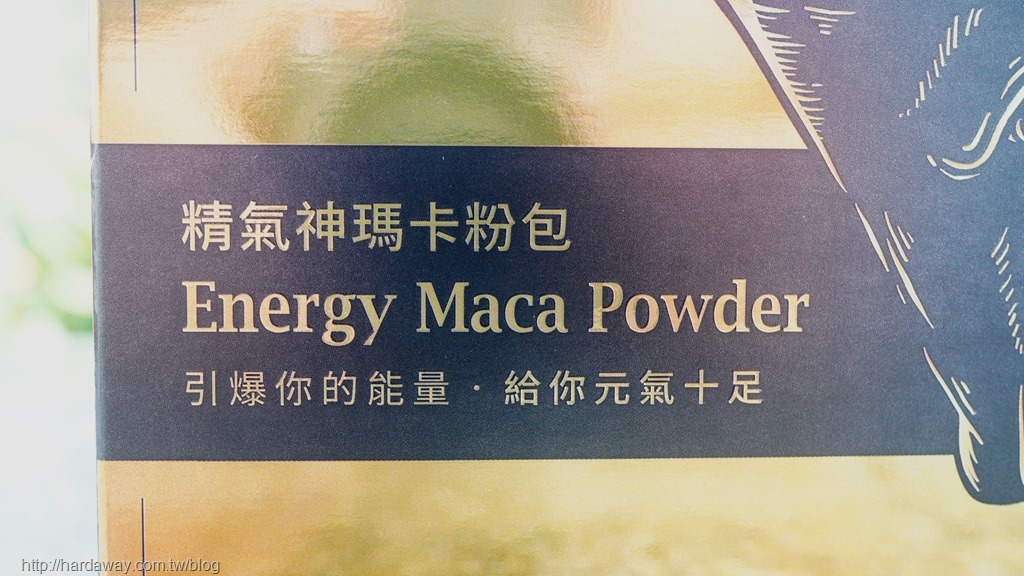 精氣神瑪卡粉包
Energy Maca Powder
引爆你的能量·給你元氣十足
http://hardaway.com.tw/blog